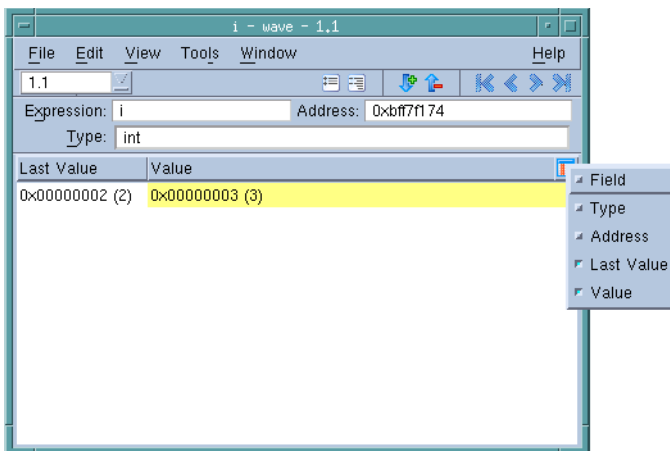 i - wave - 1.1
File Edit View Tools Window Help
1.1
Expression: i Address: 0xbff7f174
Type: int
Last Value Value
0x00000002 (2) 0x00000003 (3)
Field
Type
Address
Last Value
Value